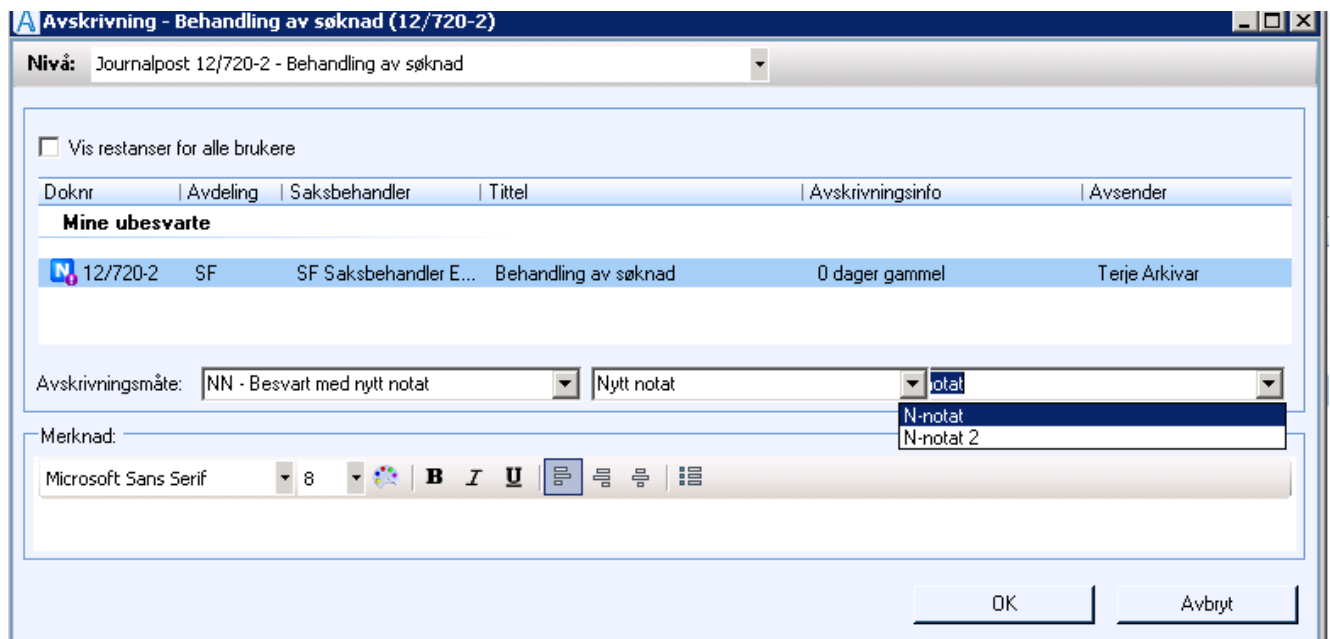 Avskrivning - Behandling av søknad (12/720-2)
Nivå: Journalpost 12/720-2 - Behandling av søknad
Vis restanser for alle brukere
Doknr Avdeling Saksbehandler Tittel Avskrivningsinfo Avsender
Mine ubesvarte
N 12/720-2 SF SF Saksbehandler E... Behandling av søknad 0 dager gammel Terje Arkivar
Avskrivningsmåte: NN - Besvart med nytt notat Nytt notat notat
N-notat
N-notat 2
Merknad:
Microsoft Sans Serif 8 B I U
OK Avbryt